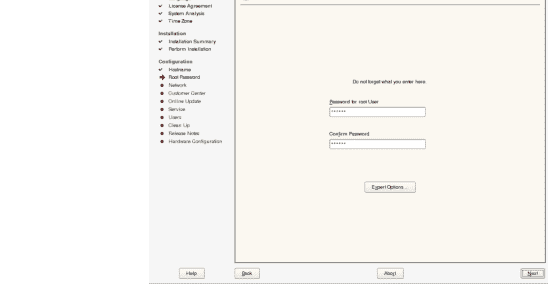 License Agreement
System Analysis
Time Zone
Installation
Installation Summary
Perform Installation
Configuration
Hostname
Root Password
Network
Customer Center
Online Update
Service
Users
Clean Up
Release Notes
Hardware Configuration
Do not forget what you enter here.
Password for root User
******
Confirm Password
******
Expert Options...
Help
Back
Abort
Next